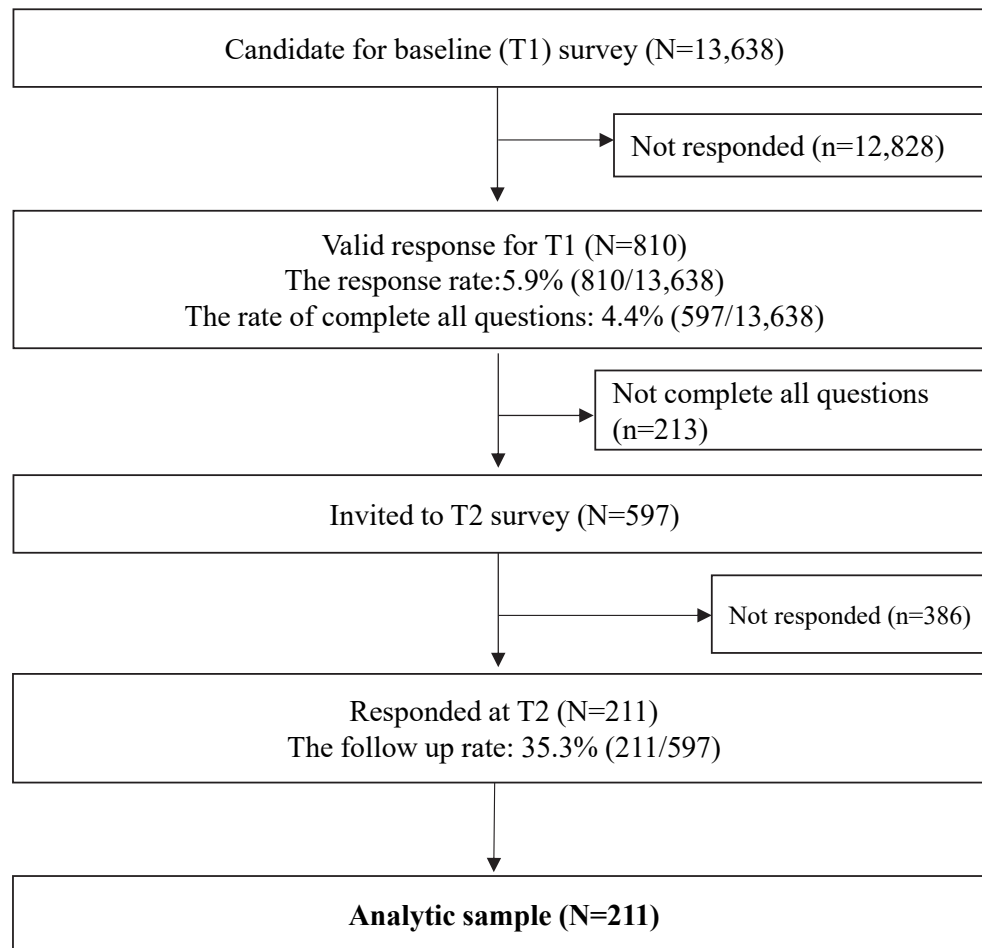 Candidate for baseline (T1) survey (N=13,638)
Not responded (n=12,828)
Valid response for T1 (N=810)
The response rate:5.9% (810/13,638)
The rate of complete all questions: 4.4% (597/13,638)
Not complete all questions
(n=213)
Invited to T2 survey (N=597)
Not responded (n=386)
Responded at T2 (N=211)
The follow up rate: 35.3% (211/597)
Analytic sample (N=211)